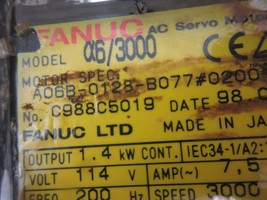 FANUC AC Servo Motor
MODEL α6/3000
MOTOR SPEC.
A06B-0128-B077#0200
No. C988C5019 DATE 98.
FANUC LTD MADE IN JA
OUTPUT 1.4 kW CONT. IEC34-1/A2:
VOLT 114 V AMP(~) 7,5
FREQ 200 Hz SPEED 3000